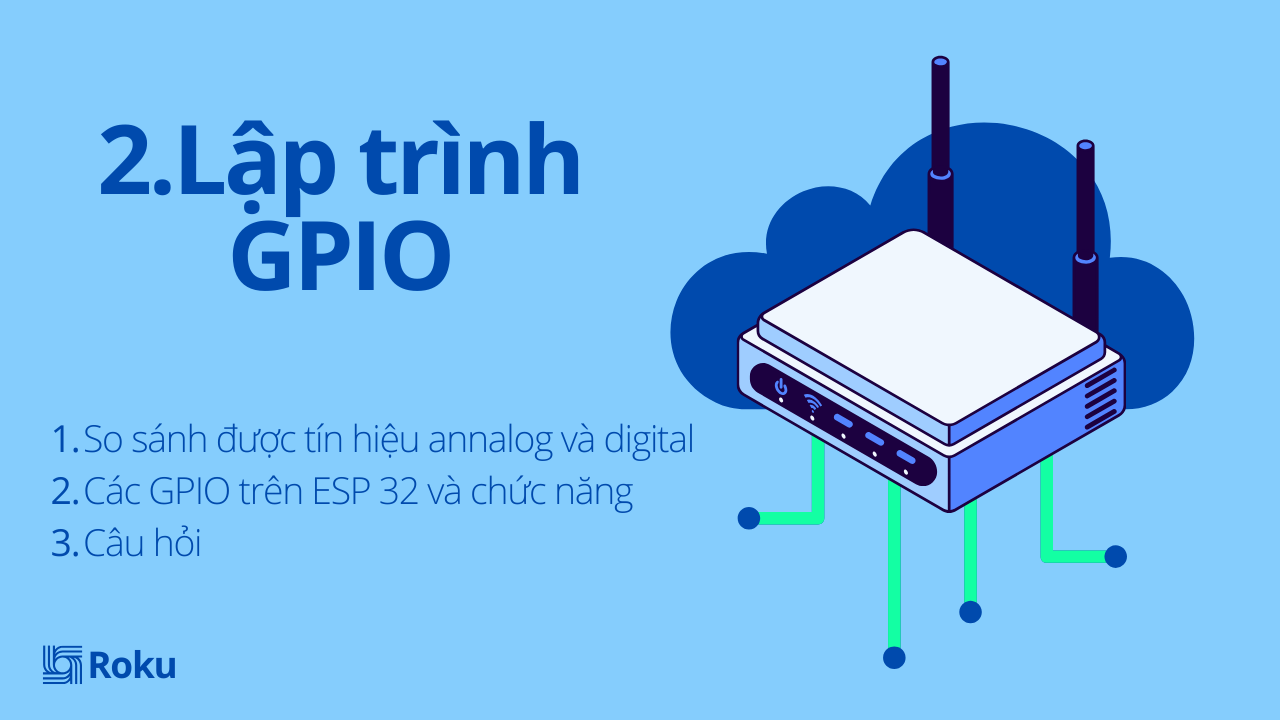 2.Lập trình
GPIO
1. So sánh được tín hiệu annalog và digital
2. Các GPIO trên ESP 32 và chức năng
3. Câu hỏi
Roku